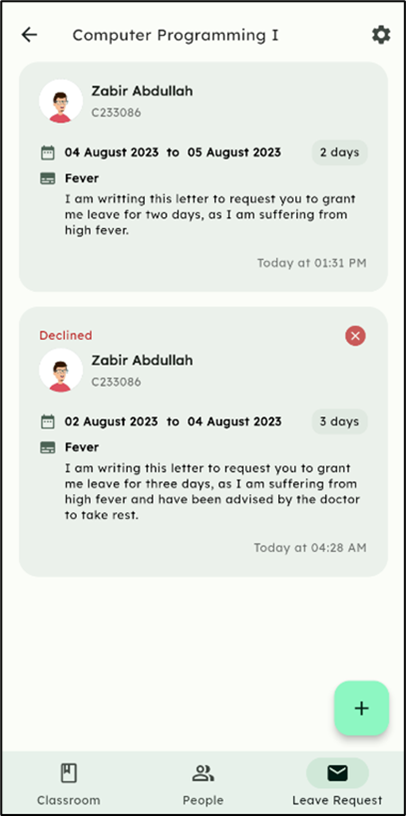 Computer Programming I
Zabir Abdullah
C233086
04 August 2023 to 05 August 2023 2 days
Fever
I am writting this letter to request you to grant
me leave for two days, as I am suffering from
high fever.
Today at 01:31 PM
Declined
Zabir Abdullah
C233086
02 August 2023 to 04 August 2023 3 days
Fever
I am writing this letter to request you to grant
me leave for three days, as I am suffering from
high fever and have been advised by the doctor
to take rest.
Today at 04:28 AM
Classroom People Leave Request